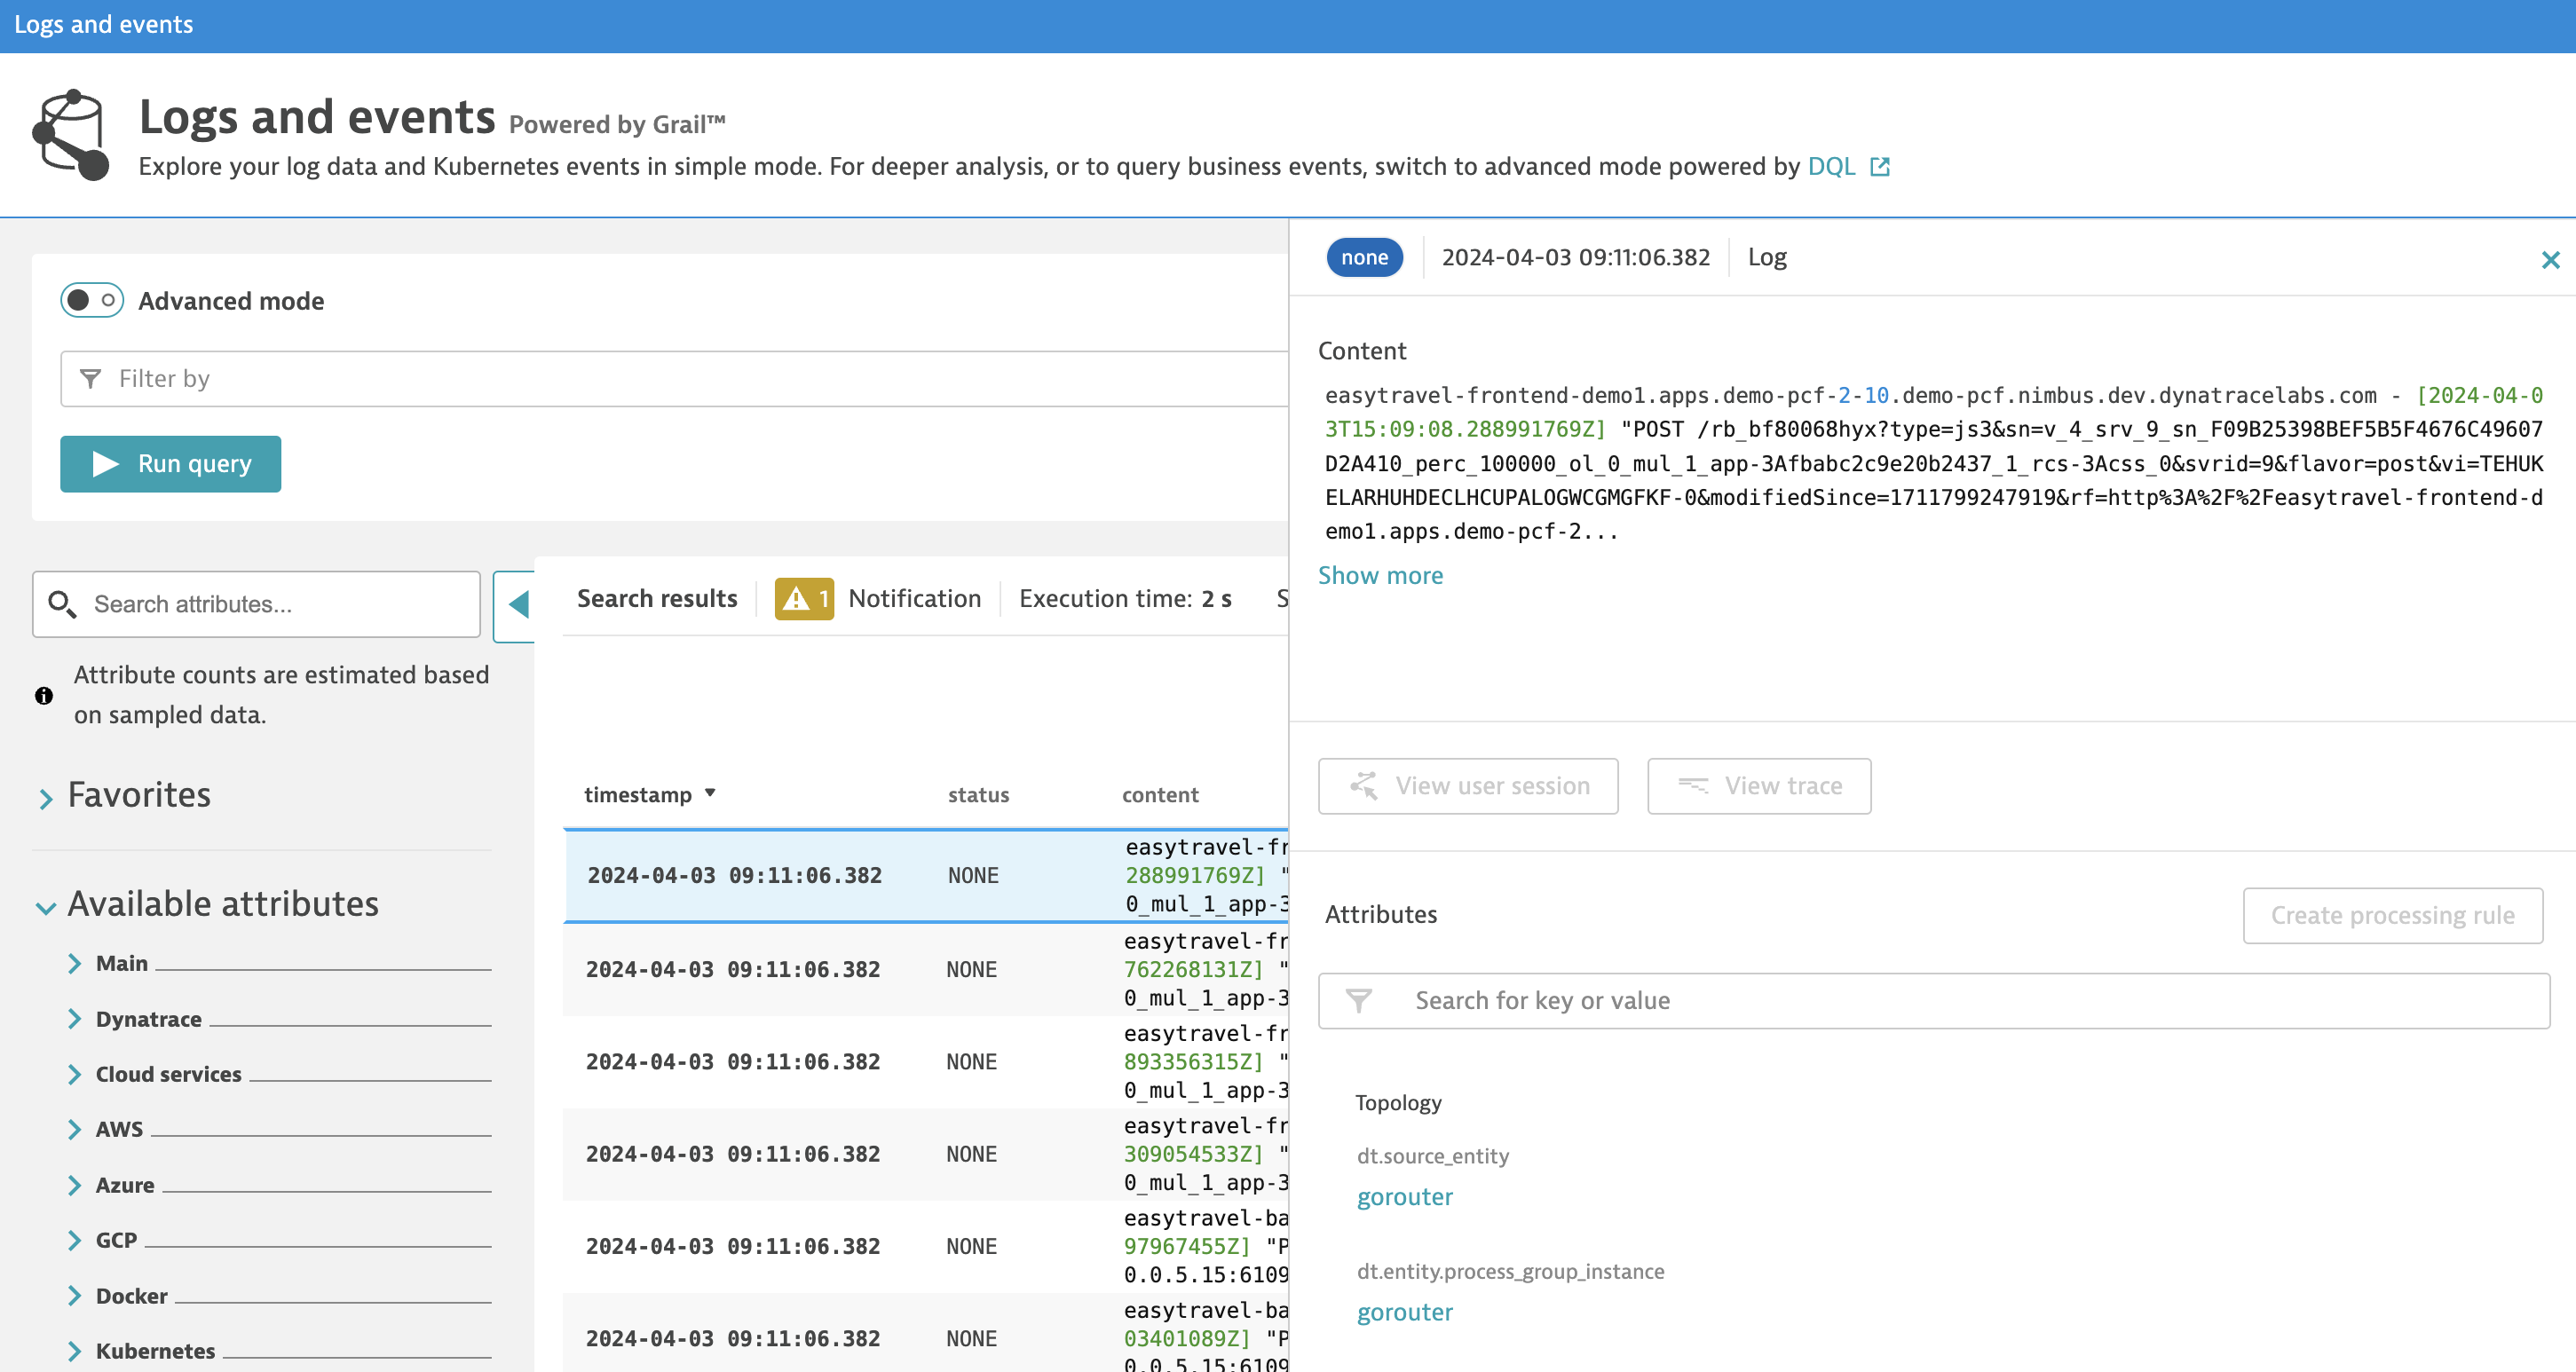 Logs and events
Logs and events Powered by Grail™
Explore your log data and Kubernetes events in simple mode. For deeper analysis, or to query business events, switch to advanced mode powered by DQL
Advanced mode
Filter by
Run query
Search attributes...
Attribute counts are estimated based
on sampled data.
Favorites
Available attributes
Main
Dynatrace
Cloud services
AWS
Azure
GCP
Docker
Kubernetes
Search results
1 Notification
Execution time: 2 s
S
timestamp status content
2024-04-03 09:11:06.382 NONE
easytravel-fr
288991769Z] "
0_mul_1_app-3
2024-04-03 09:11:06.382 NONE
easytravel-fr
762268131Z] "
0_mul_1_app-3
2024-04-03 09:11:06.382 NONE
easytravel-fr
893356315Z] "
0_mul_1_app-3
2024-04-03 09:11:06.382 NONE
easytravel-fr
309054533Z] "
0_mul_1_app-3
2024-04-03 09:11:06.382 NONE
easytravel-ba
97967455Z] "P
0.0.5.15:6109
2024-04-03 09:11:06.382 NONE
easytravel-ba
03401089Z] "P
0.0.5.15:6109
none 2024-04-03 09:11:06.382 Log
Content
easytravel-frontend-demo1.apps.demo-pcf-2-10.demo-pcf.nimbus.dev.dynatracelabs.com - [2024-04-0
3T15:09:08.288991769Z] "POST /rb_bf80068hyx?type=js3&sn=v_4_srv_9_sn_F09B25398BEF5B5F4676C49607
D2A410_perc_100000_ol_0_mul_1_app-3Afbabc2c9e20b2437_1_rcs-3Acss_0&svrid=9&flavor=post&vi=TEHUK
ELARHUHDECLHCUPALOGWCGMGFKF-0&modifiedSince=1711799247919&rf=http%3A%2F%2Feasytravel-frontend-d
emo1.apps.demo-pcf-2...
Show more
View user session
View trace
Attributes
Create processing rule
Search for key or value
Topology
dt.source_entity
gorouter
dt.entity.process_group_instance
gorouter